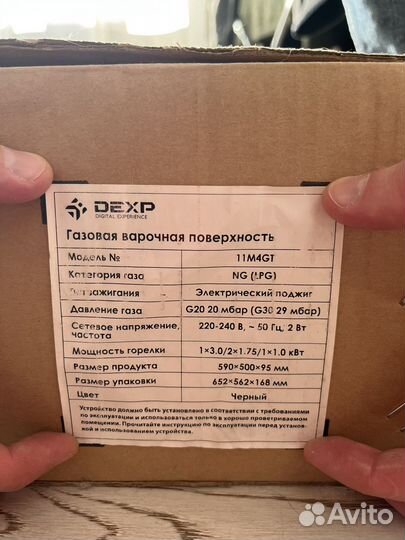 DEXP
DIGITAL EXPERIENCE
Газовая варочная поверхность
Модель № 11M4GT
Категория газа NG (LPG)
Тип зажигания Электрический поджиг
Давление газа G20 20 мбар (G30 29 мбар)
Сетевое напряжение, частота 220-240 В, ~ 50 Гц, 2 Вт
Мощность горелки 1×3.0/2×1.75/1×1.0 кВт
Размер продукта 590×500×95 мм
Размер упаковки 652×562×168 мм
Цвет Черный
Устройство должно быть установлено в соответствии с требованиями
по эксплуатации и использоваться только в хорошо проветриваемом
помещении. Прочитайте инструкцию по эксплуатации перед установ-
кой и использованием устройства.
Avito